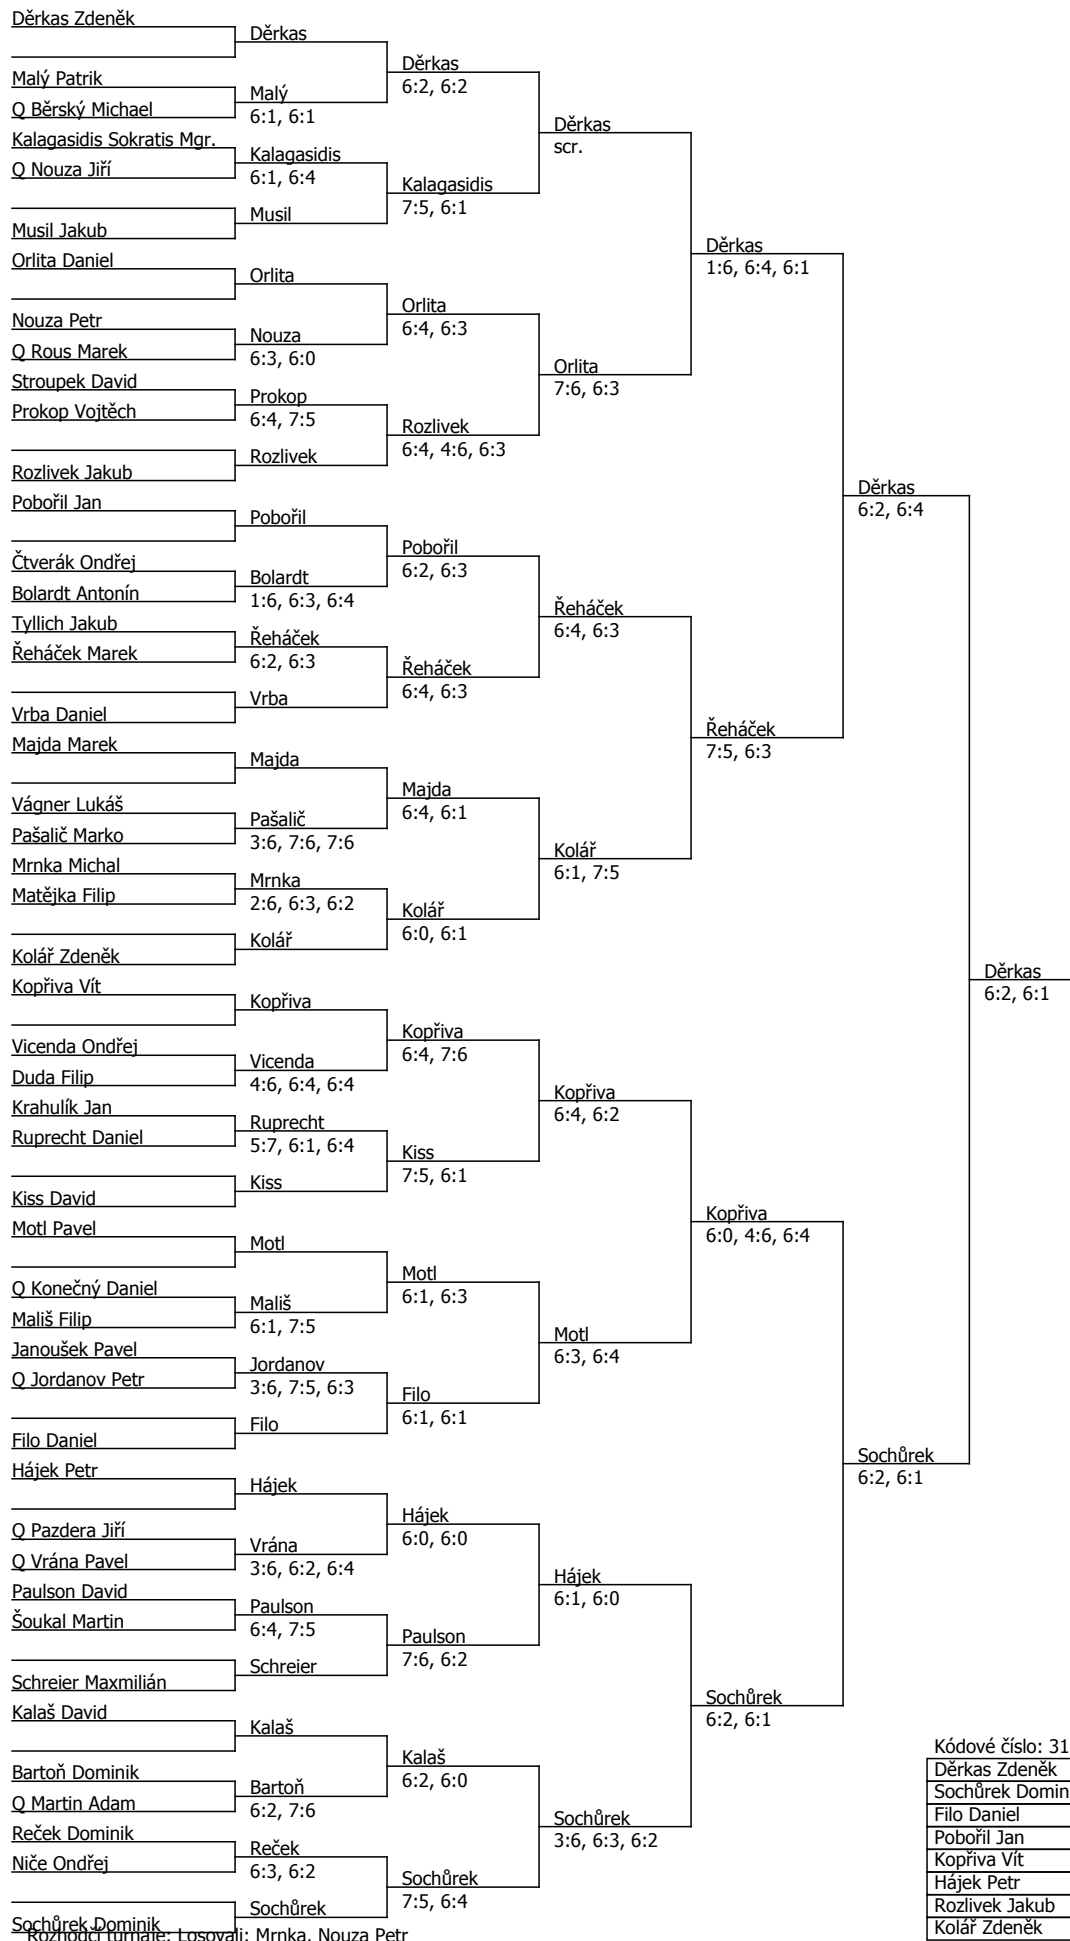 Děrkas Zdeněk
Malý Patrik
Q Běrský Michael
Kalagasidis Sokratis Mgr.
Q Nouza Jiří
Musil Jakub
Orlita Daniel
Nouza Petr
Q Rous Marek
Stroupek David
Prokop Vojtěch
Rozlivek Jakub
Pobořil Jan
Čtverák Ondřej
Bolardt Antonín
Tyllich Jakub
Řeháček Marek
Vrba Daniel
Majda Marek
Vágner Lukáš
Pašalič Marko
Mrnka Michal
Matějka Filip
Kolář Zdeněk
Kopřiva Vít
Vicenda Ondřej
Duda Filip
Krahulík Jan
Ruprecht Daniel
Kiss David
Motl Pavel
Q Konečný Daniel
Mališ Filip
Janoušek Pavel
Q Jordanov Petr
Filo Daniel
Hájek Petr
Q Pazdera Jiří
Q Vrána Pavel
Paulson David
Šoukal Martin
Schreier Maxmilián
Kalaš David
Bartoň Dominik
Q Martin Adam
Reček Dominik
Niče Ondřej
Sochůrek Dominik
Děrkas
Malý
6:1, 6:1
Kalagasidis
6:1, 6:4
Musil
Orlita
Nouza
6:3, 6:0
Prokop
6:4, 7:5
Rozlivek
Pobořil
Bolardt
1:6, 6:3, 6:4
Řeháček
6:2, 6:3
Vrba
Majda
Pašalič
3:6, 7:6, 7:6
Mrnka
2:6, 6:3, 6:2
Kolář
Kopřiva
Vicenda
4:6, 6:4, 6:4
Ruprecht
5:7, 6:1, 6:4
Kiss
Motl
Mališ
6:1, 7:5
Jordanov
3:6, 7:5, 6:3
Filo
Hájek
Vrána
3:6, 6:2, 6:4
Paulson
6:4, 7:5
Schreier
Kalaš
Bartoň
6:2, 7:6
Reček
6:3, 6:2
Sochůrek
Děrkas
6:2, 6:2
Kalagasidis
7:5, 6:1
Orlita
6:4, 6:3
Rozlivek
6:4, 4:6, 6:3
Pobořil
6:2, 6:3
Řeháček
6:4, 6:3
Majda
6:4, 6:1
Kolář
6:0, 6:1
Kopřiva
6:4, 7:6
Kiss
7:5, 6:1
Motl
6:1, 6:3
Filo
6:1, 6:1
Hájek
6:0, 6:0
Paulson
7:6, 6:2
Kalaš
6:2, 6:0
Sochůrek
7:5, 6:4
Děrkas
scr.
Orlita
7:6, 6:3
Řeháček
6:4, 6:3
Kolář
6:1, 7:5
Kopřiva
6:4, 6:2
Motl
6:3, 6:4
Hájek
6:1, 6:0
Sochůrek
3:6, 6:3, 6:2
Děrkas
1:6, 6:4, 6:1
Řeháček
7:5, 6:3
Kopřiva
6:0, 4:6, 6:4
Sochůrek
6:2, 6:1
Děrkas
6:2, 6:4
Sochůrek
6:2, 6:1
Děrkas
6:2, 6:1
Kódové číslo: 31
Děrkas Zdeněk
Sochůrek Domin
Filo Daniel
Pobořil Jan
Kopřiva Vít
Hájek Petr
Rozlivek Jakub
Kolář Zdeněk
Rozhodčí turnaje: Losovali: Mrnka, Nouza Petr